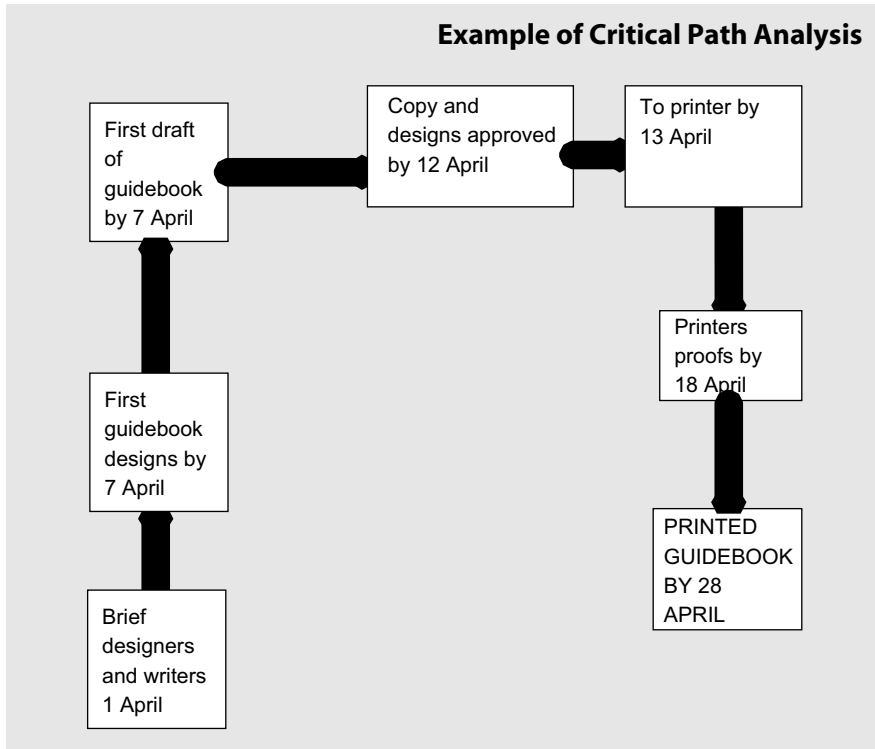 Example of Critical Path Analysis
First draft
of
guidebook
by 7 April
Copy and
designs approved
by 12 April
To printer by
13 April
Printers
proofs by
18 April
First
guidebook
designs by
7 April
PRINTED
GUIDEBOOK
BY 28
APRIL
Brief
designers
and writers
1 April